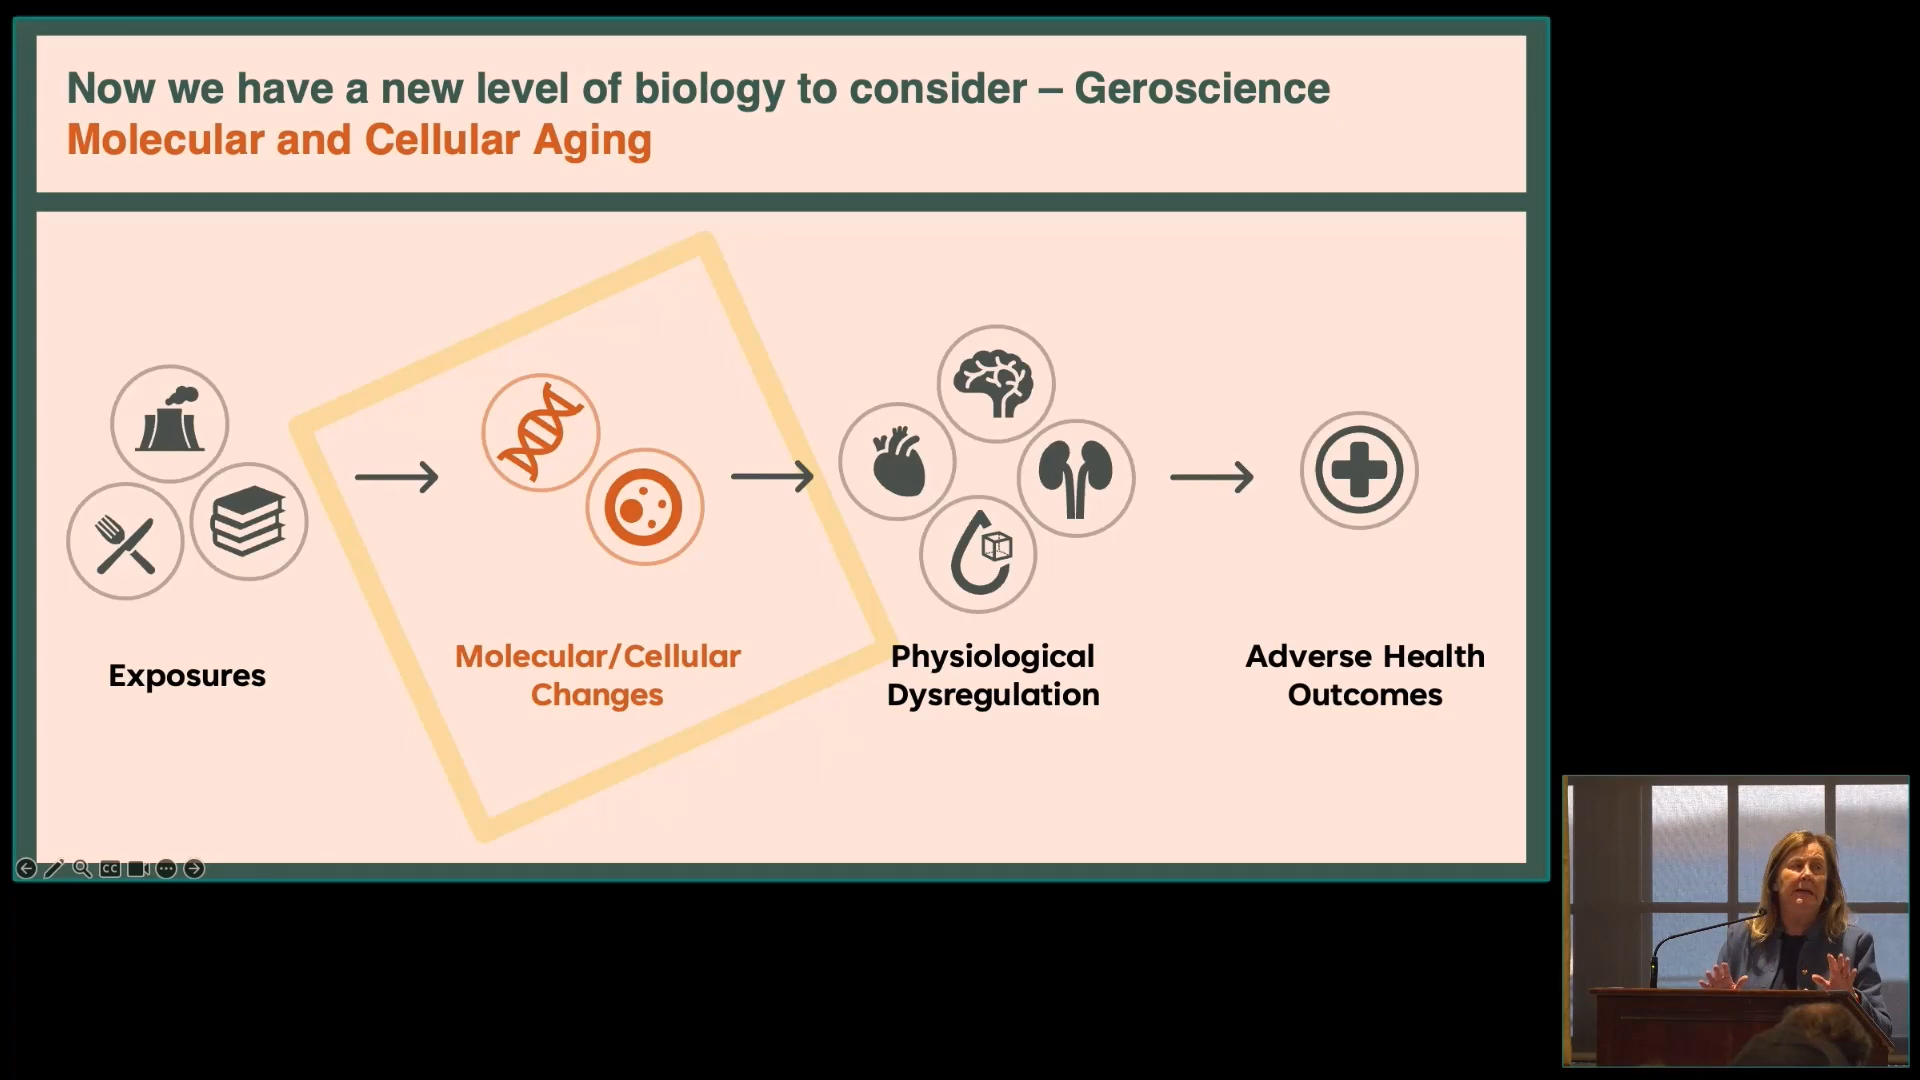 Now we have a new level of biology to consider – Geroscience
Molecular and Cellular Aging
Exposures
Molecular/Cellular
Changes
Physiological
Dysregulation
Adverse Health
Outcomes
CC